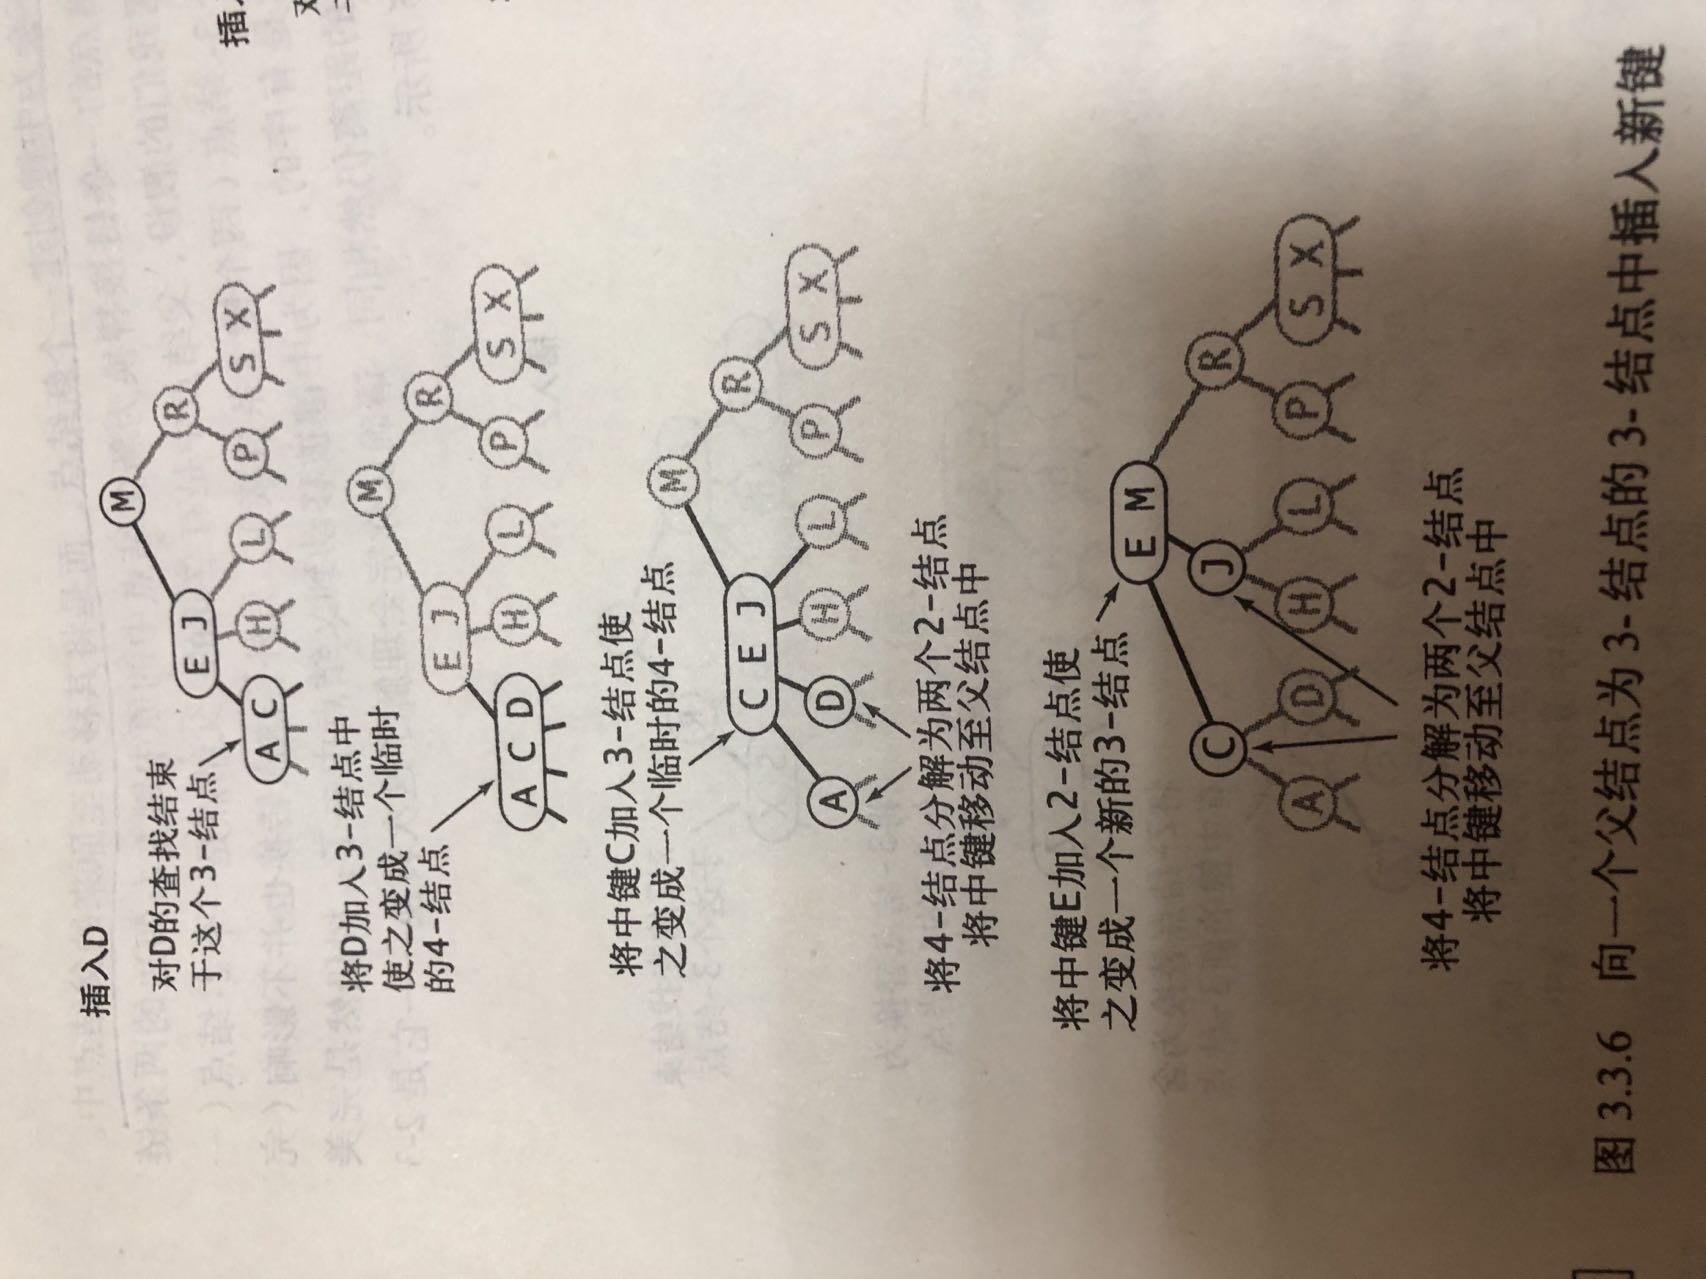 插入D
对D的查找结束
于这个3-结点
M
E J
R
A C
H
L
P
S X
将D加入3-结点中
使之变成一个临时
的4-结点
M
E J
R
A C D
H
L
P
S X
将中键C加入3-结点使
之变成一个临时的4-结点
M
C E J
R
A
D
H
L
P
S X
将4-结点分解为两个2-结点
将中键移动至父结点中
将中键E加入2-结点使
之变成一个新的3-结点
E M
C
J
R
A
D
H
L
P
S X
将4-结点分解为两个2-结点
将中键移动至父结点中
图 3.3.6 向一个父结点为 3- 结点的 3- 结点中插入新键
插